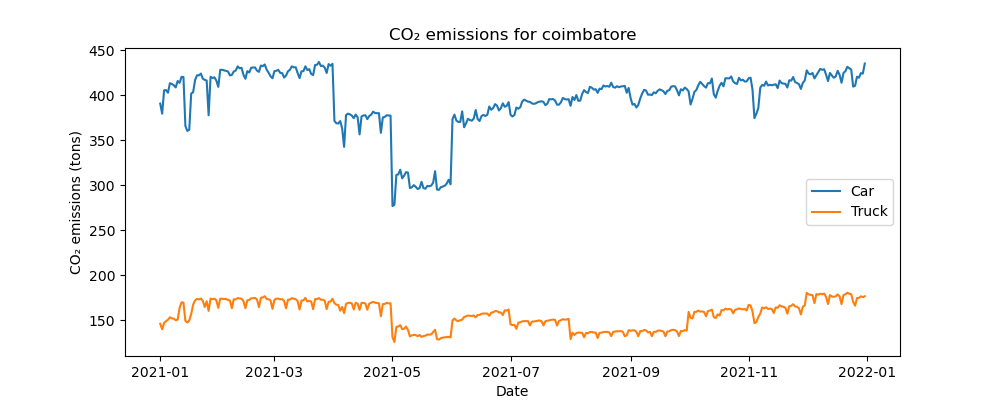 CO₂ emissions for coimbatore
CO₂ emissions (tons)
450
400
350
300
250
200
150
Car
Truck
2021-01
2021-03
2021-05
2021-07
2021-09
2021-11
2022-01
Date